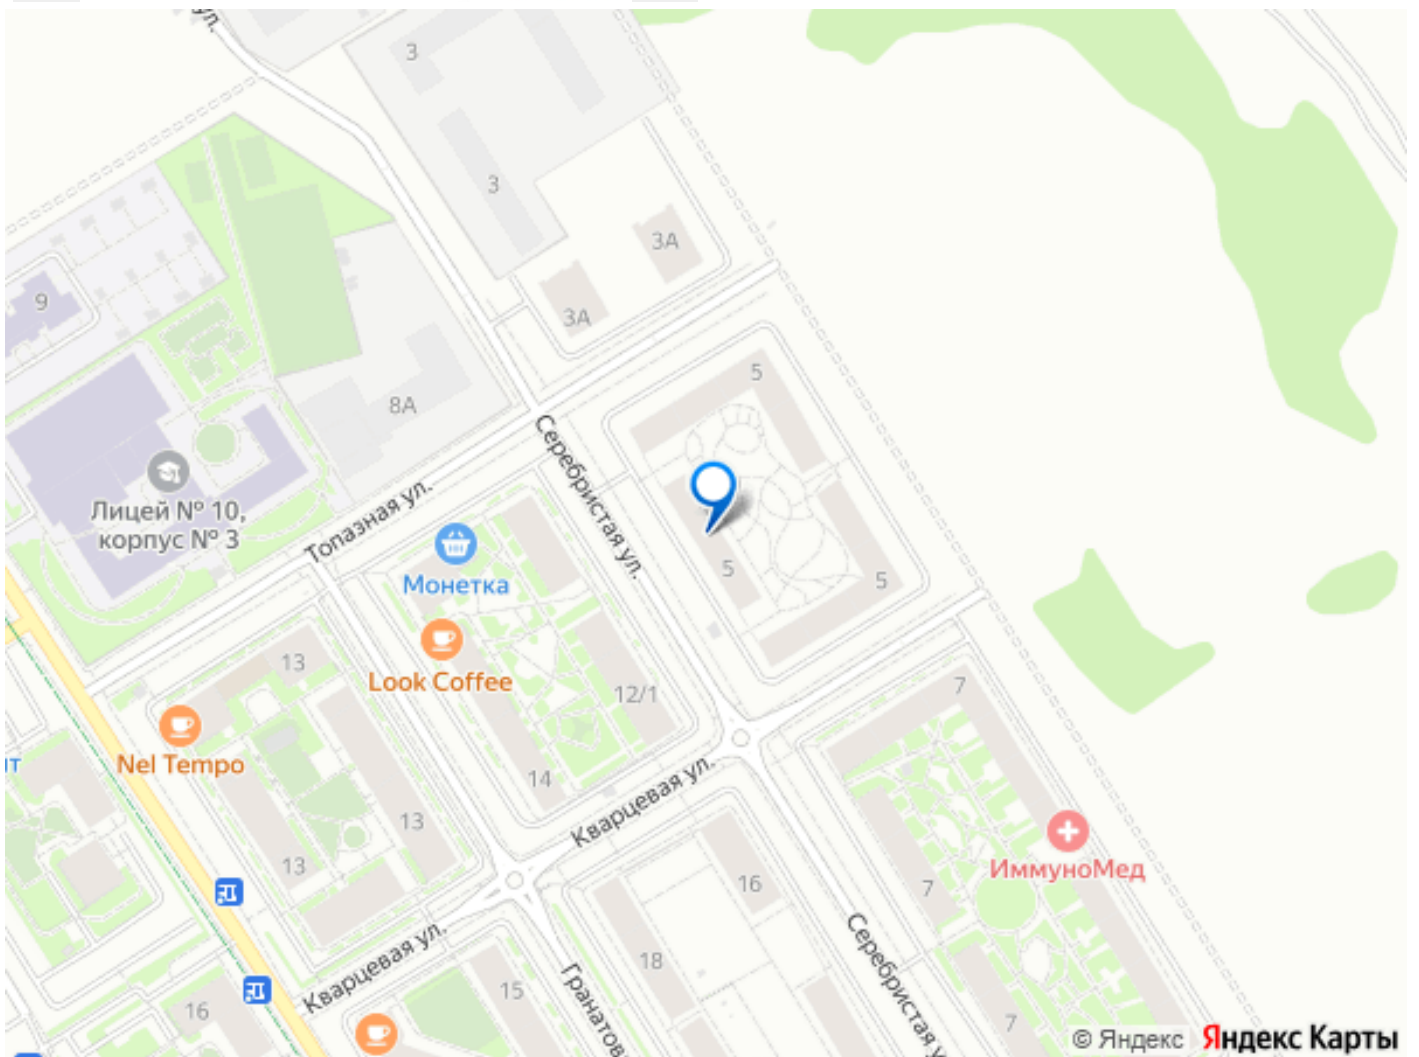 ул.
3
3
3А
3А
9
8А
5
Серебристая ул.
Лицей № 10,
корпус № 3
Топазная ул.
Монетка
5
5
Look Coffee
13
12/1
7
Nel Tempo
14
Кварцевая ул.
13
13
ИммуноМед
16
7
Серебристая у
Кварцевая ул.
18
Гранатов
15
16
7
© Яндекс
Яндекс Карты